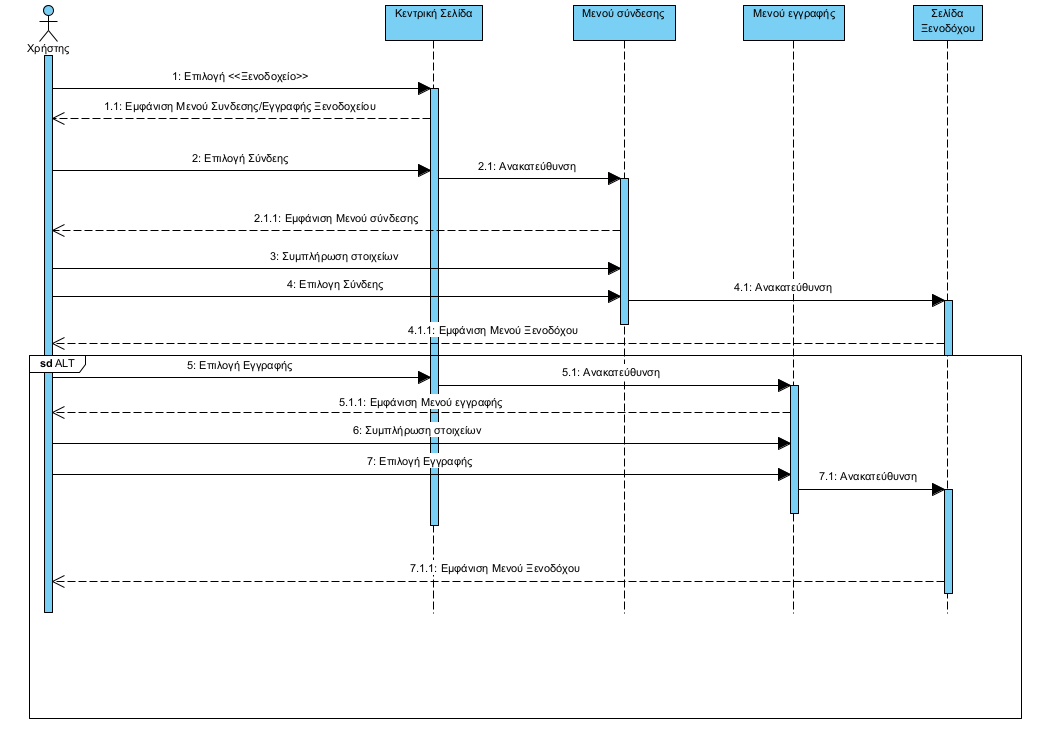 Χρήστης
Κεντρική Σελίδα
Μενού σύνδεσης
Μενού εγγραφής
Σελίδα
Ξενοδόχου
1: Επιλογή <<Ξενοδοχείο>>
1.1: Εμφάνιση Μενού Συνδεσης/Εγγραφής Ξενοδοχείου
2: Επιλογή Σύνδεης
2.1: Ανακατεύθυνση
2.1.1: Εμφάνιση Μενού σύνδεσης
3: Συμπλήρωση στοιχείων
4: Επιλογη Σύνδεης
4.1: Ανακατεύθυνση
4.1.1: Εμφάνιση Μενού Ξενοδόχου
sd ALT
5: Επιλογή Εγγραφής
5.1: Ανακατεύθυνση
5.1.1: Εμφάνιση Μενού εγγραφής
6: Συμπλήρωση στοιχείων
7: Επιλογή Εγγραφής
7.1: Ανακατεύθυνση
7.1.1: Εμφάνιση Μενού Ξενοδόχου